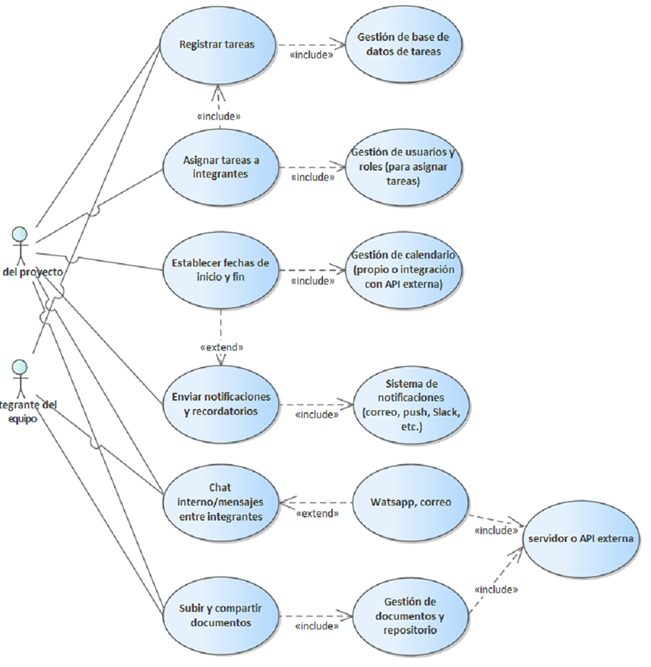 Registrar tareas
«include»
Gestión de base de
datos de tareas
«include»
Asignar tareas a
integrantes
«include»
Gestión de usuarios y
roles (para asignar
tareas)
del proyecto
Establecer fechas de
inicio y fin
«include»
Gestión de calendario
(propio o integración
con API externa)
«extend»
tegrante del
equipo
Enviar notificaciones
y recordatorios
«include»
Sistema de
notificaciones
(correo, push, Slack,
etc.)
Chat
interno/mensajes
entre integrantes
«extend»
Watsapp, correo
«include»
servidor o API externa
«include»
Subir y compartir
documentos
«include»
Gestión de
documentos y
repositorio